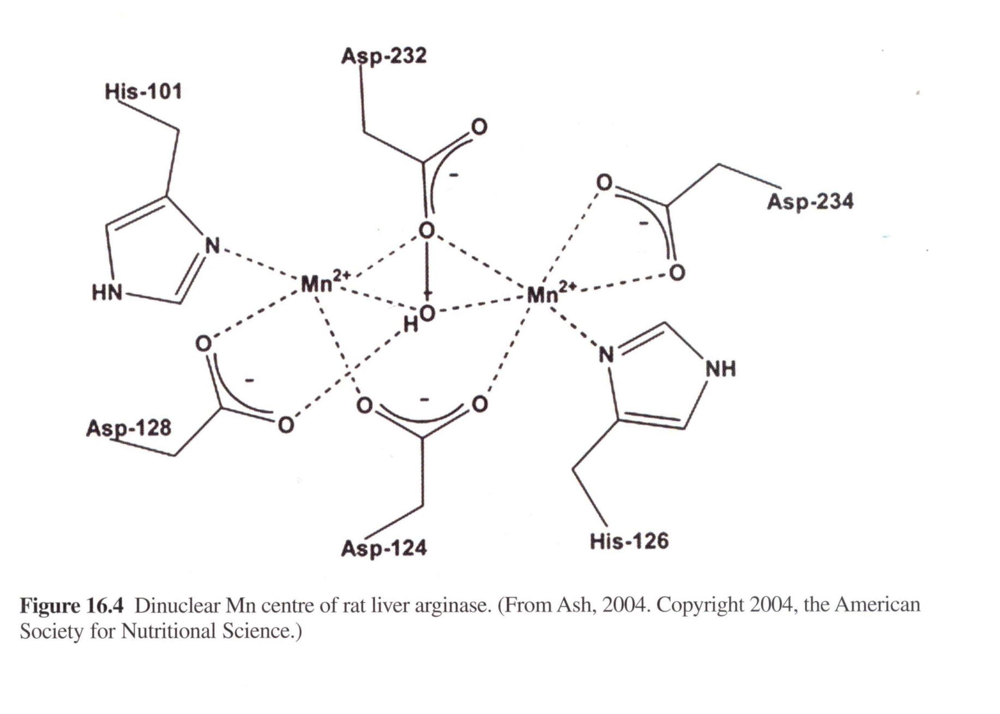 Asp-232
His-101
O
O
Asp-234
-
-
O
N
O
Mn2+
HN
Mn2+
HO
O
N
NH
-
O
-
O
Asp-128
O
His-126
Asp-124
Figure 16.4 Dinuclear Mn centre of rat liver arginase. (From Ash, 2004. Copyright 2004, the American
Society for Nutritional Science.)